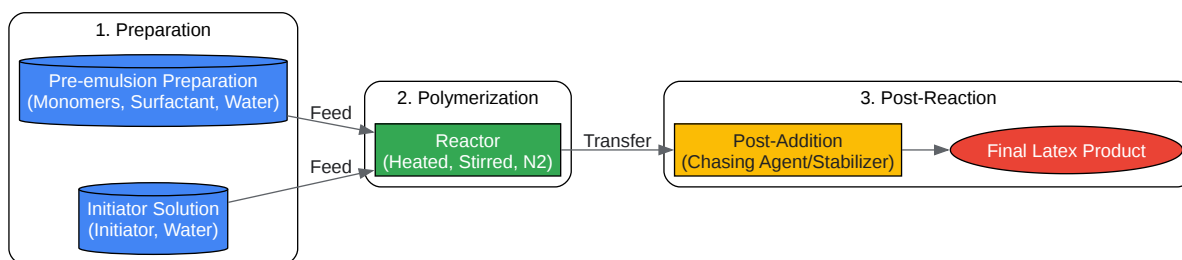 1. Preparation
Pre-emulsion Preparation
(Monomers, Surfactant, Water)
Initiator Solution
(Initiator, Water)
Feed
Feed
2. Polymerization
Reactor
(Heated, Stirred, N2)
Transfer
3. Post-Reaction
Post-Addition
(Chasing Agent/Stabilizer)
Final Latex Product